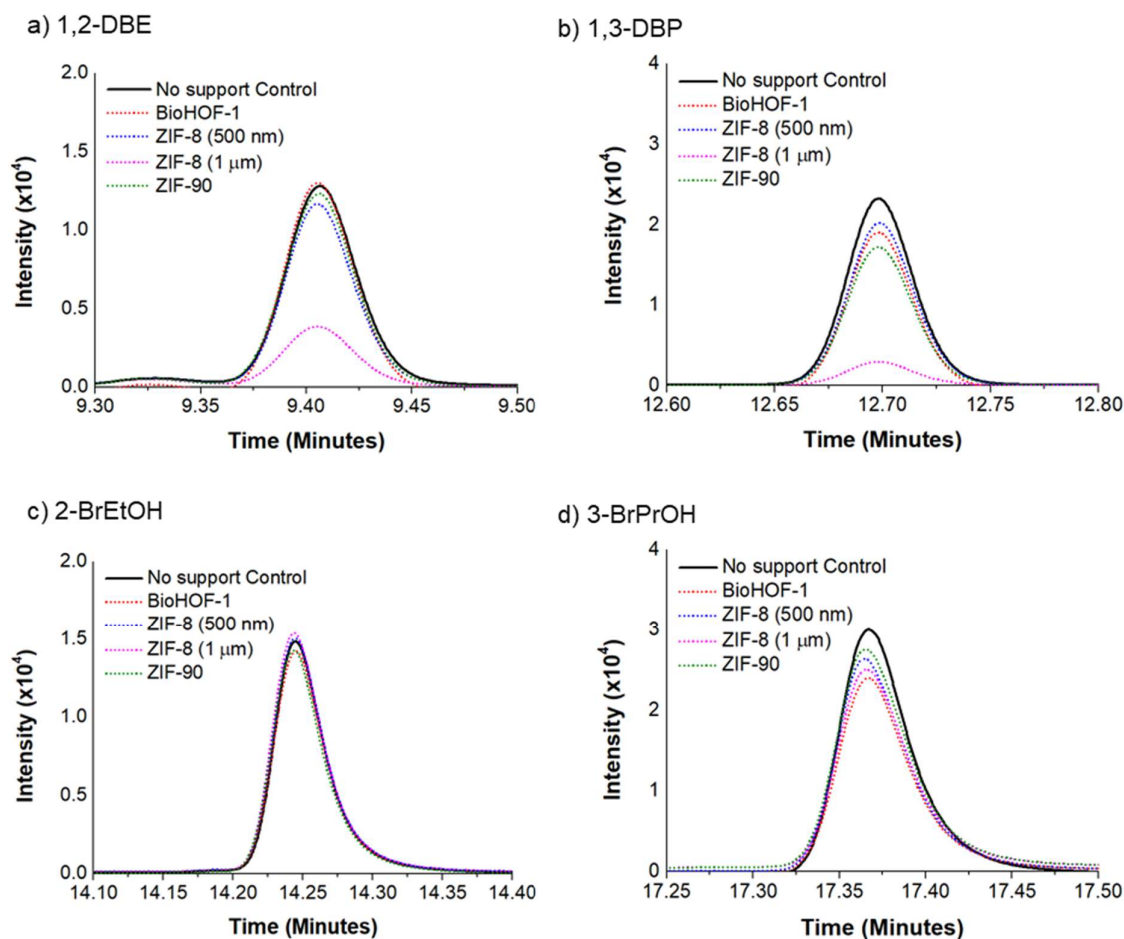 a) 1,2-DBE
2.0
1.5
1.0
0.5
0.0
Intensity (x10⁴)
No support Control
BioHOF-1
ZIF-8 (500 nm)
ZIF-8 (1 μm)
ZIF-90
9.30 9.35 9.40 9.45 9.50
Time (Minutes)
b) 1,3-DBP
4
3
2
1
0
Intensity (x10⁴)
No support Control
BioHOF-1
ZIF-8 (500 nm)
ZIF-8 (1 μm)
ZIF-90
12.60 12.65 12.70 12.75 12.80
Time (Minutes)
c) 2-BrEtOH
2.0
1.5
1.0
0.5
0.0
Intensity (x10⁴)
No support Control
BioHOF-1
ZIF-8 (500 nm)
ZIF-8 (1 μm)
ZIF-90
14.10 14.20 14.25 14.30 14.35 14.40
Time (Minutes)
d) 3-BrPrOH
4
3
2
1
0
Intensity (x10⁴)
No support Control
BioHOF-1
ZIF-8 (500 nm)
ZIF-8 (1 μm)
ZIF-90
17.25 17.30 17.35 17.40 17.45 17.50
Time (Minutes)